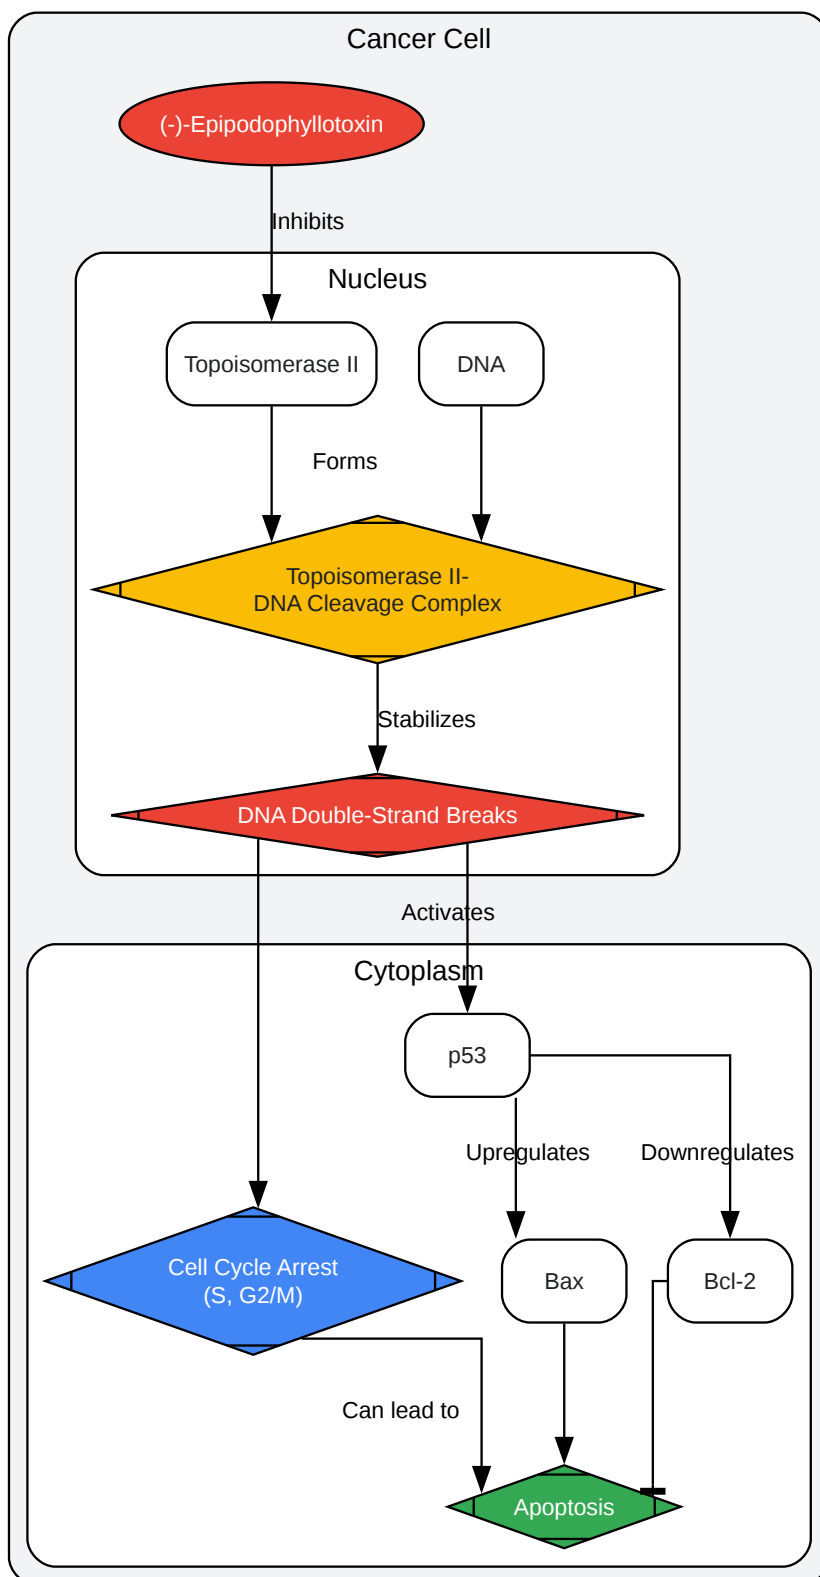 Cancer Cell
(-)-Epipodophyllotoxin
Inhibits
Nucleus
Topoisomerase II
DNA
Forms
Topoisomerase II-
DNA Cleavage Complex
Stabilizes
DNA Double-Strand Breaks
Activates
Cytoplasm
p53
Upregulates
Downregulates
Cell Cycle Arrest
(S, G2/M)
Bax
Bcl-2
Can lead to
Apoptosis